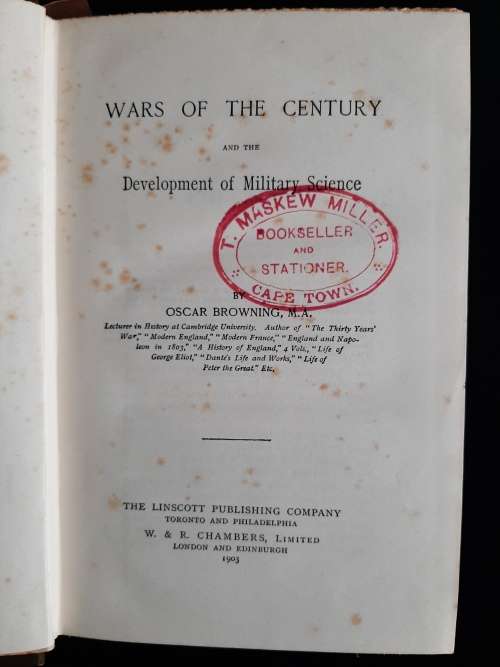 WARS OF THE CENTURY
AND THE
Development of Military Science
T. MASKEW MILLER.
BOOKSELLER
AND
STATIONER.
CAPE TOWN.
BY
OSCAR BROWNING, M.A.
Lecturer in History at Cambridge University. Author of "The Thirty Years'
War," "Modern England," "Modern France," "England and Napo-
leon in 1803," "A History of England," 4 Vols., "Life of
George Eliot," "Dante's Life and Works," "Life of
Peter the Great." Etc.
THE LINSCOTT PUBLISHING COMPANY
TORONTO AND PHILADELPHIA
W. & R. CHAMBERS, LIMITED
LONDON AND EDINBURGH
1903